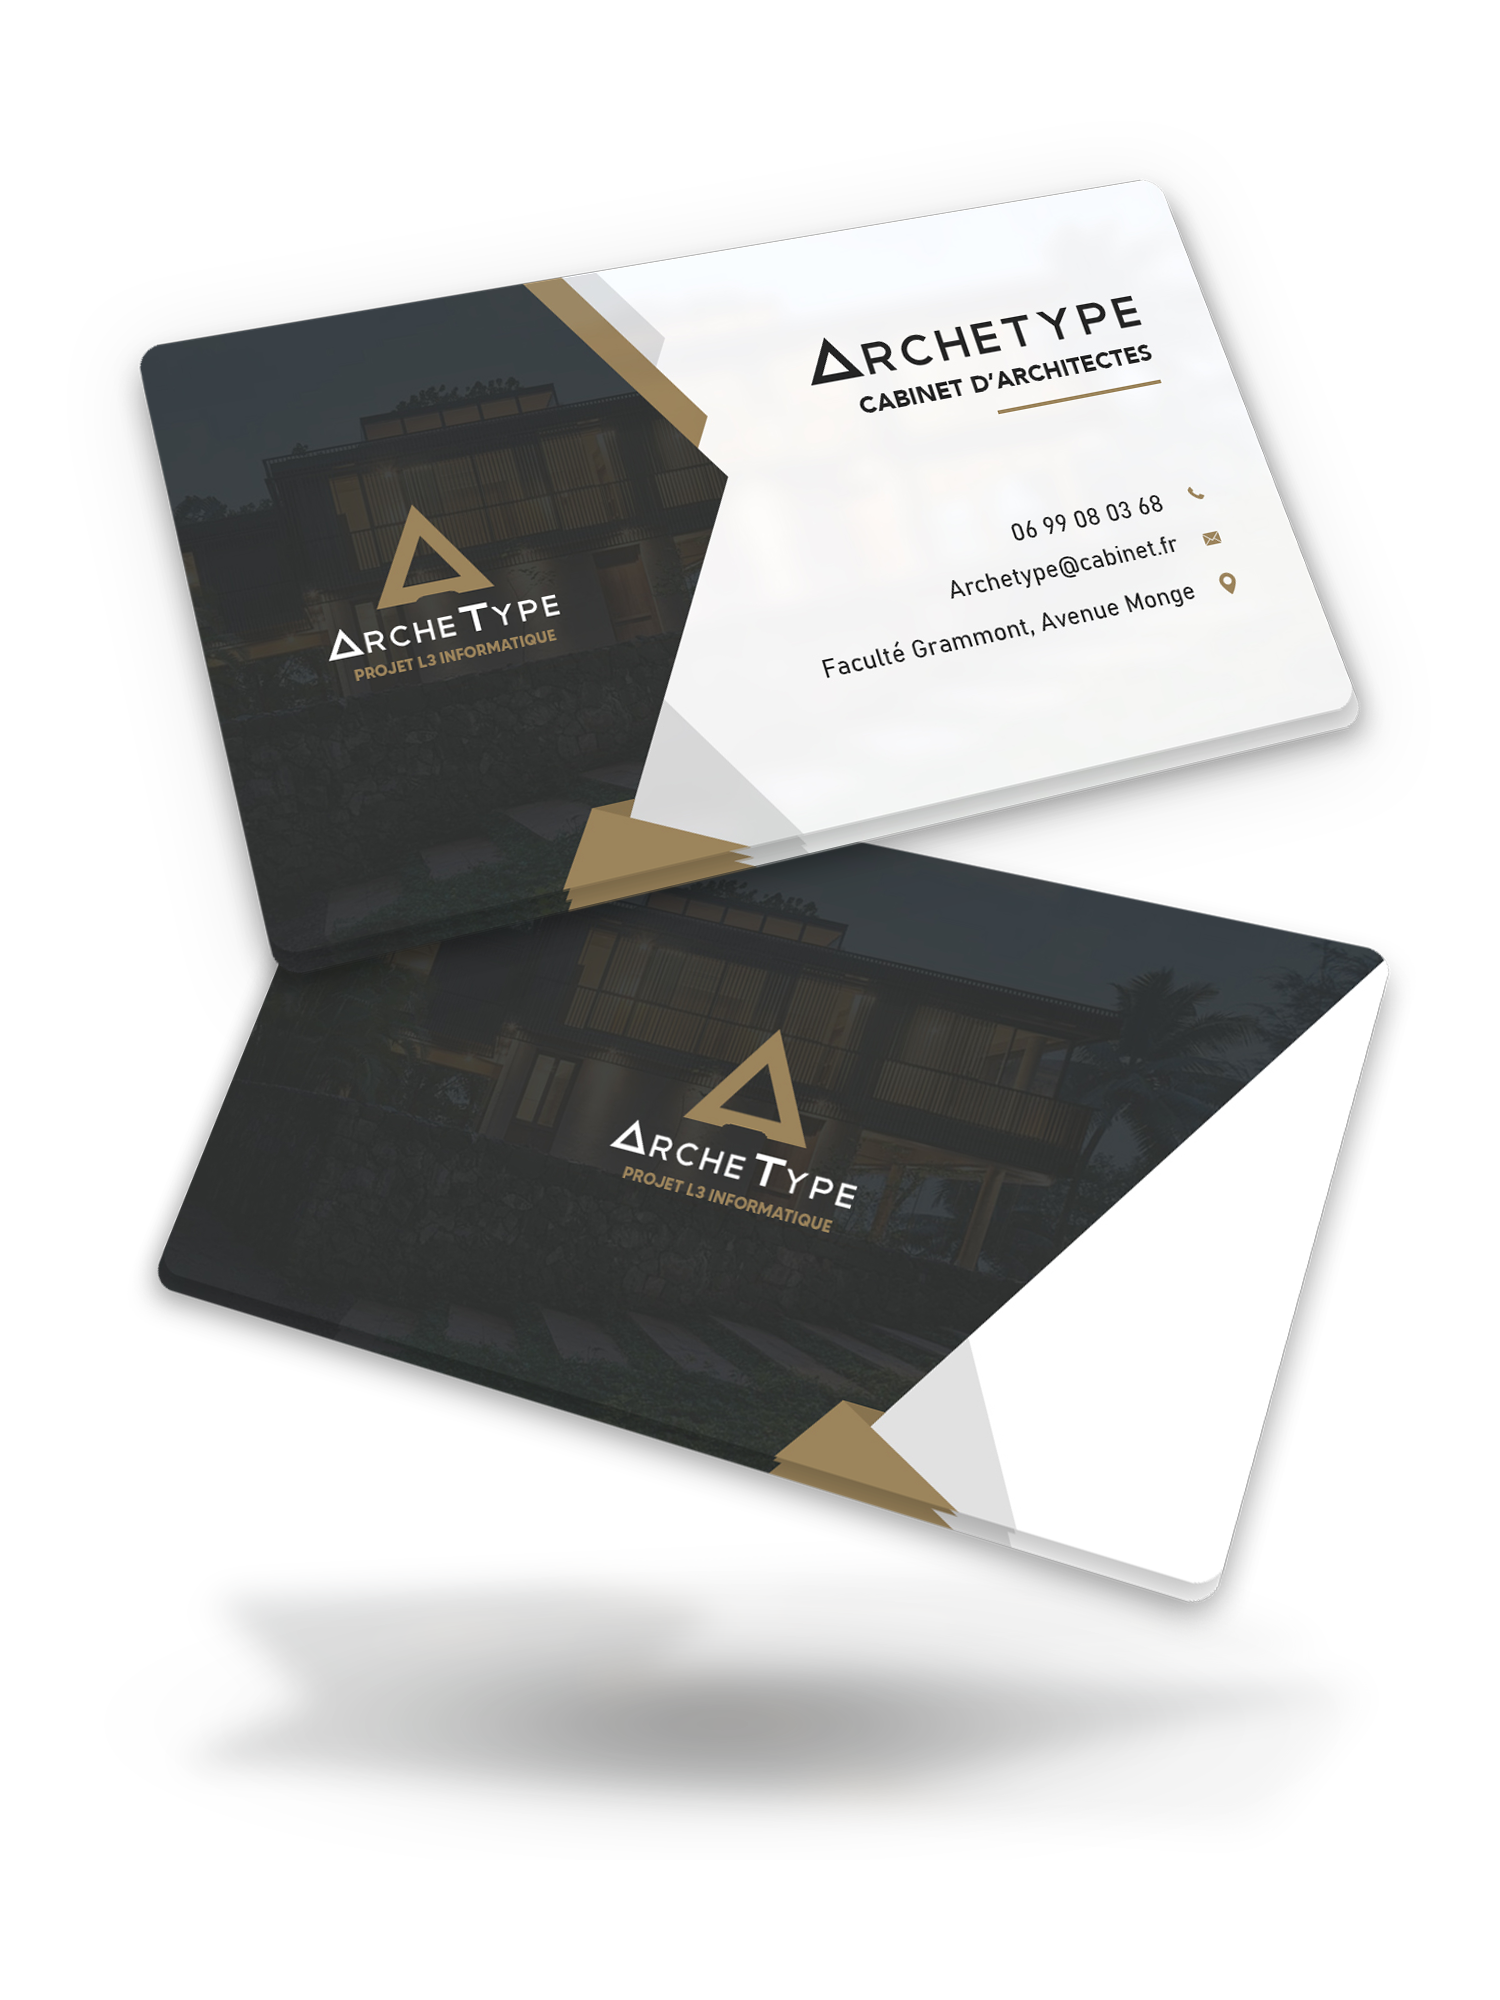 ARCHETYPE
CABINET D'ARCHITECTES
06 99 08 03 68
Archetype@cabinet.fr
Faculté Grammont, Avenue Monge
ARCHETYPE
PROJET L3 INFORMATIQUE
ARCHETYPE
PROJET L3 INFORMATIQUE